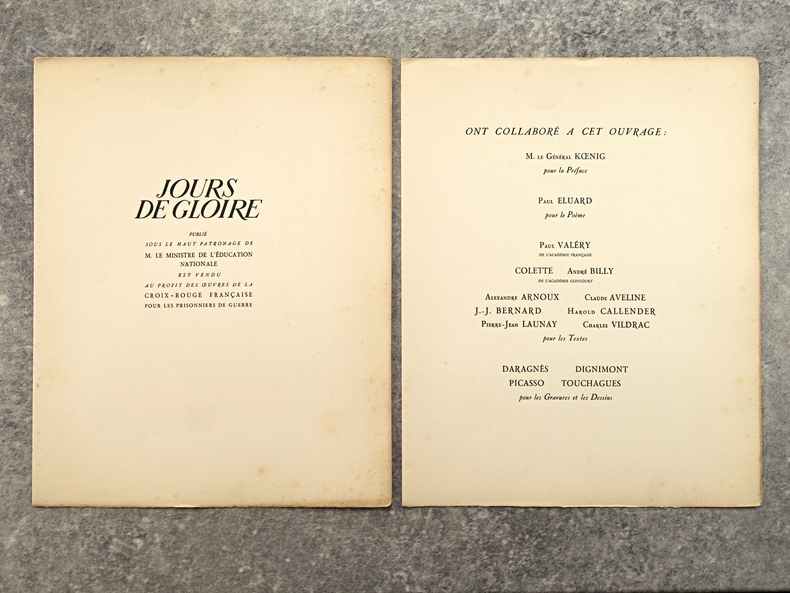 JOURS
DE GLOIRE
PUBLIÉ
SOUS LE HAUT PATRONAGE DE
M. LE MINISTRE DE L'ÉDUCATION
NATIONALE
EST VENDU
AU PROFIT DES ŒUVRES DE LA
CROIX-ROUGE FRANÇAISE
POUR LES PRISONNIERS DE GUERRE
ONT COLLABORÉ A CET OUVRAGE :
M. LE GÉNÉRAL KŒNIG
pour la Préface
PAUL ELUARD
pour le Poème
PAUL VALÉRY
DE L'ACADÉMIE FRANÇAISE
COLETTE ANDRÉ BILLY
DE L'ACADÉMIE GONCOURT
ALEXANDRE ARNOUX CLAUDE AVELINE
J.-J. BERNARD HAROLD CALLENDER
PIERRE-JEAN LAUNAY CHARLES VILDRAC
pour les Textes
DARAGNÈS DIGNIMONT
PICASSO TOUCHAGUES
pour les Gravures et les Dessins